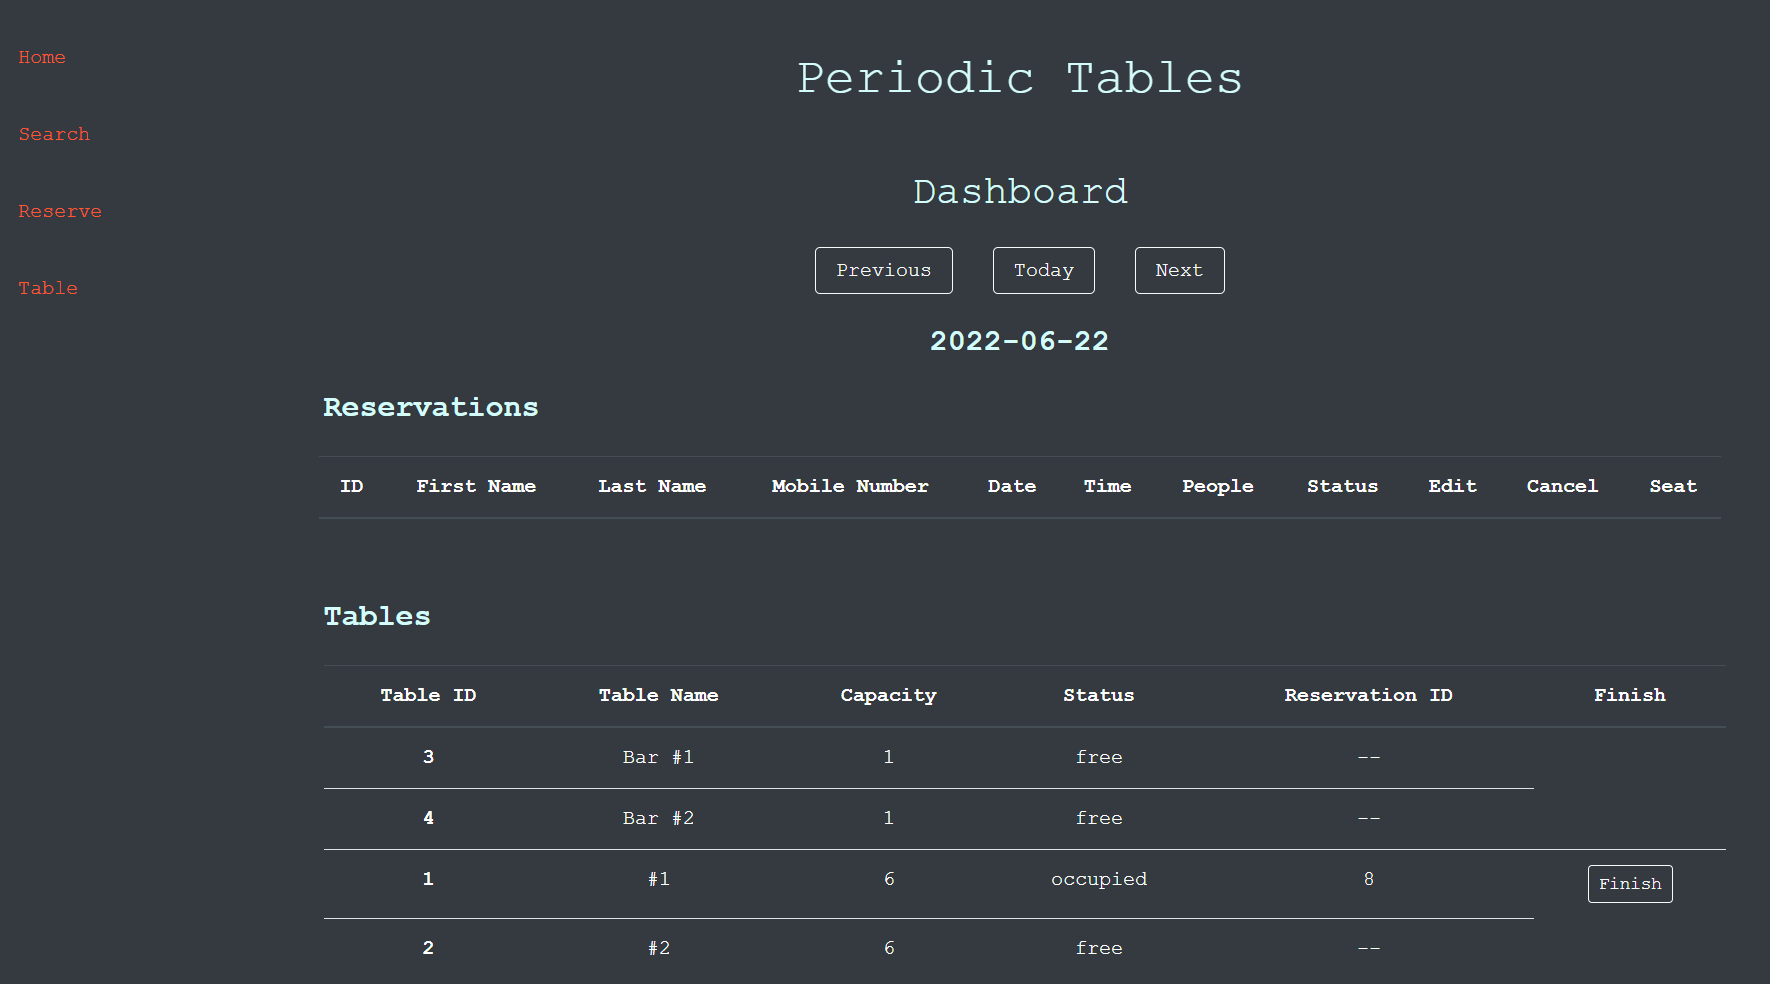 Home
Search
Reserve
Table
Periodic Tables
Dashboard
Previous Today Next
2022-06-22
Reservations
ID First Name Last Name Mobile Number Date Time People Status Edit Cancel Seat
Tables
Table ID Table Name Capacity Status Reservation ID Finish
3 Bar #1 1 free --
4 Bar #2 1 free --
1 #1 6 occupied 8 Finish
2 #2 6 free --